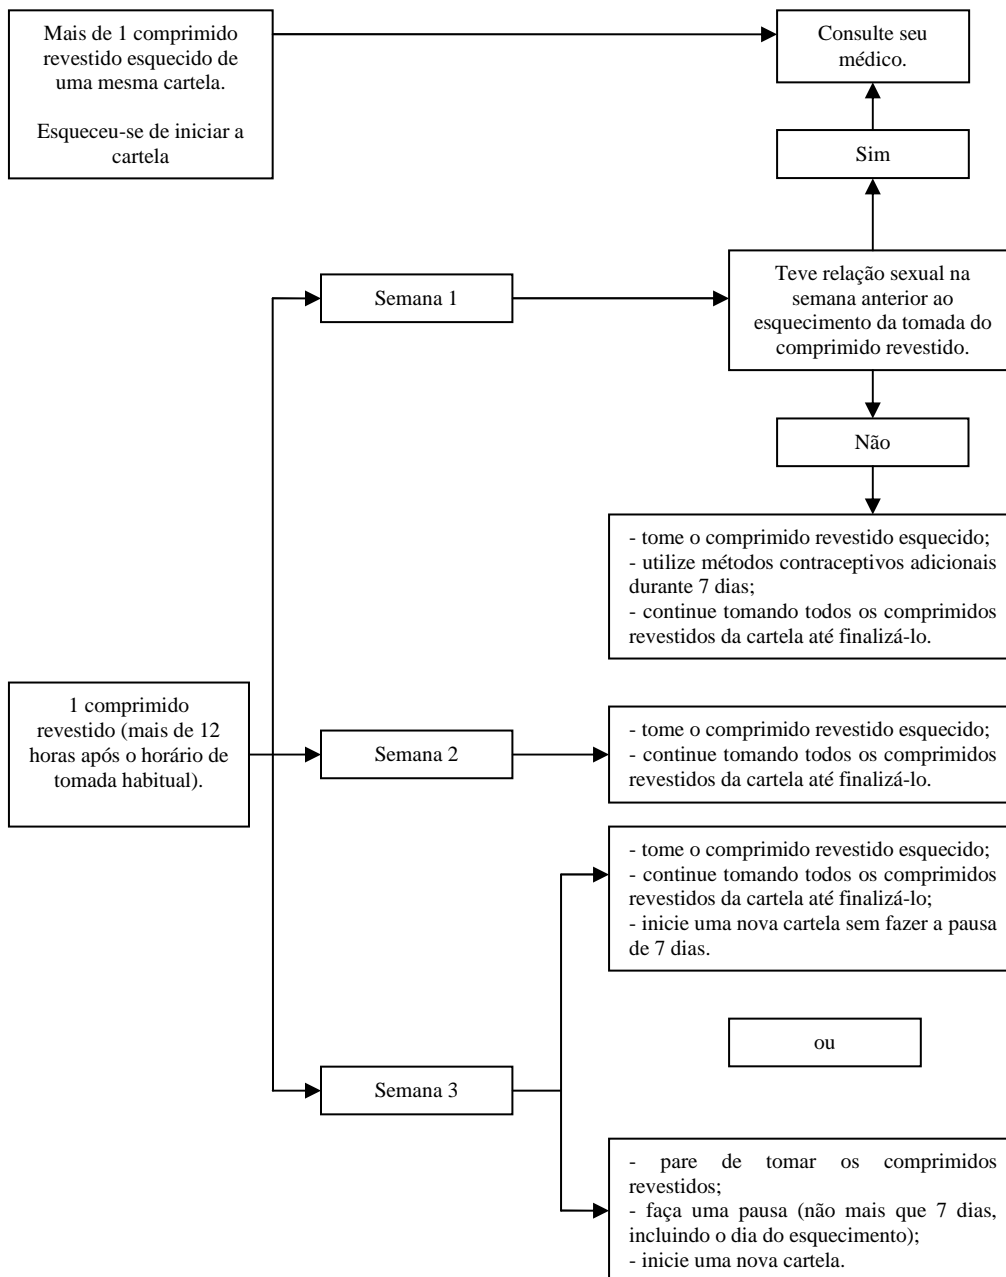 Mais de 1 comprimido
revestido esquecido de
uma mesma cartela.
Esqueceu-se de iniciar a
cartela
Consulte seu
médico.
Sim
Semana 1
Teve relação sexual na
semana anterior ao
esquecimento da tomada do
comprimido revestido.
Não
- tome o comprimido revestido esquecido;
- utilize métodos contraceptivos adicionais
durante 7 dias;
- continue tomando todos os comprimidos
revestidos da cartela até finalizá-lo.
1 comprimido
revestido (mais de 12
horas após o horário de
tomada habitual).
Semana 2
- tome o comprimido revestido esquecido;
- continue tomando todos os comprimidos
revestidos da cartela até finalizá-lo.
Semana 3
- tome o comprimido revestido esquecido;
- continue tomando todos os comprimidos
revestidos da cartela até finalizá-lo;
- inicie uma nova cartela sem fazer a pausa
de 7 dias.
ou
- pare de tomar os comprimidos
revestidos;
- faça uma pausa (não mais que 7 dias,
incluindo o dia do esquecimento);
- inicie uma nova cartela.